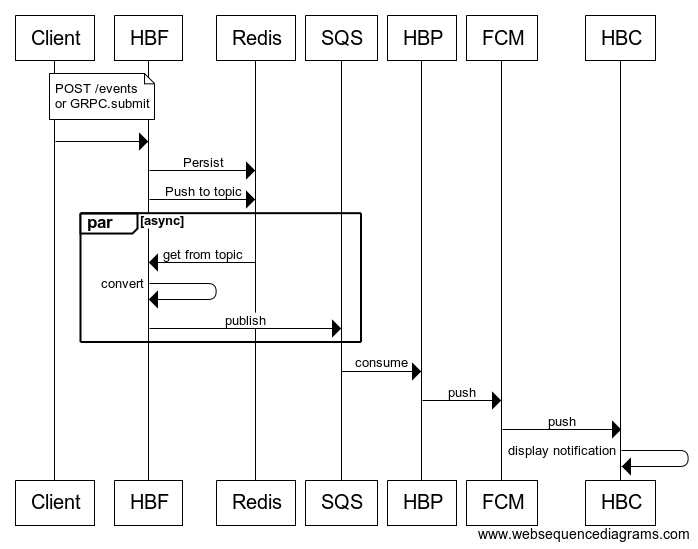 Client HBF Redis SQS HBP FCM HBC
POST /events
or GRPC.submit
Persist
Push to topic
par [async]
get from topic
convert
publish
consume
push
push
display notification
Client HBF Redis SQS HBP FCM HBC
www.websequencediagrams.com